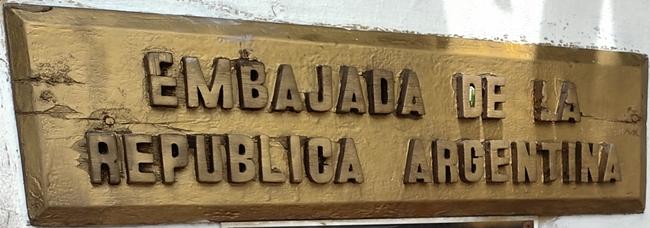 EMBAJADA DE LA
REPUBLICA ARGENTINA